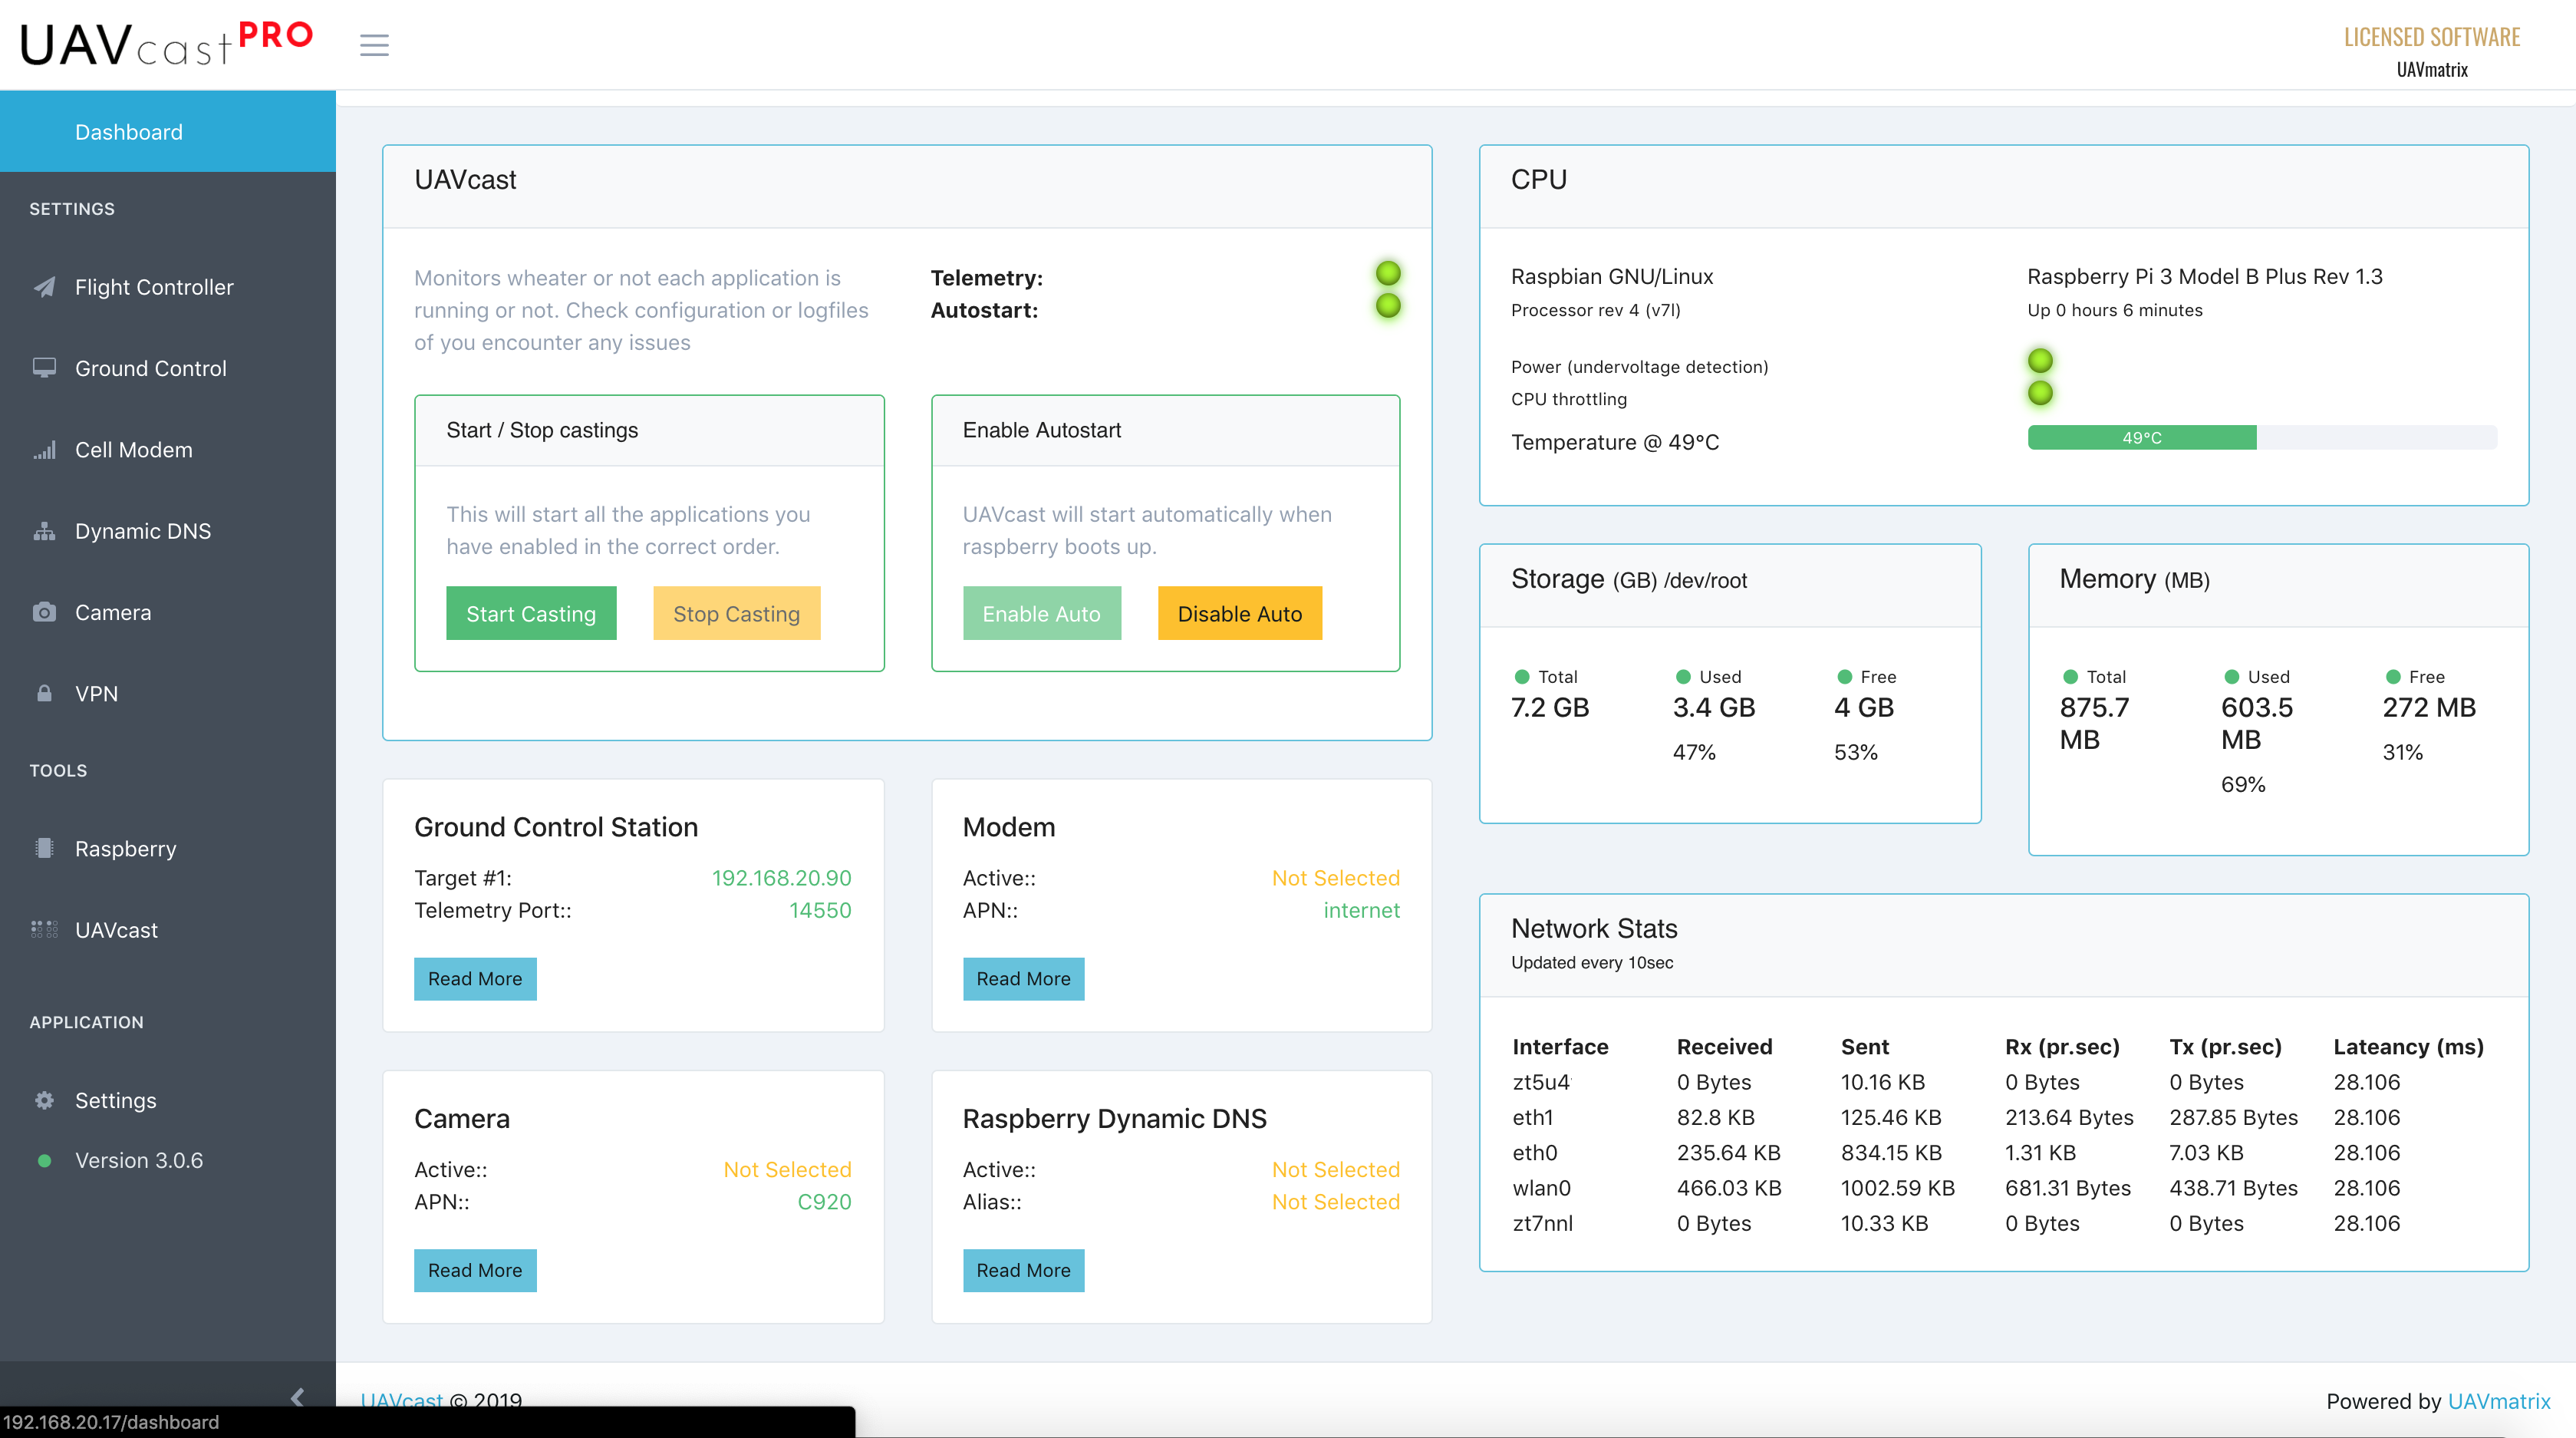 UAVcast PRO
LICENSED SOFTWARE
UAVmatrix
Dashboard
SETTINGS
Flight Controller
Ground Control
Cell Modem
Dynamic DNS
Camera
VPN
TOOLS
Raspberry
UAVcast
APPLICATION
Settings
Version 3.0.6
UAVcast
Monitors wheater or not each application is
running or not. Check configuration or logfiles
of you encounter any issues
Telemetry:
Autostart:
Start / Stop castings
This will start all the applications you
have enabled in the correct order.
Start Casting Stop Casting
Enable Autostart
UAVcast will start automatically when
raspberry boots up.
Enable Auto Disable Auto
Ground Control Station
Target #1: 192.168.20.90
Telemetry Port:: 14550
Read More
Modem
Active:: Not Selected
APN:: internet
Read More
Camera
Active:: Not Selected
APN:: C920
Read More
Raspberry Dynamic DNS
Active:: Not Selected
Alias:: Not Selected
Read More
CPU
Raspbian GNU/Linux
Processor rev 4 (v7l)
Raspberry Pi 3 Model B Plus Rev 1.3
Up 0 hours 6 minutes
Power (undervoltage detection)
CPU throttling
Temperature @ 49°C
49°C
Storage (GB) /dev/root
Total Used Free
7.2 GB 3.4 GB 4 GB
47% 53%
Memory (MB)
Total Used Free
875.7 MB 603.5 MB 272 MB
69% 31%
Network Stats
Updated every 10sec
Interface Received Sent Rx (pr.sec) Tx (pr.sec) Lateancy (ms)
zt5u4 0 Bytes 10.16 KB 0 Bytes 0 Bytes 28.106
eth1 82.8 KB 125.46 KB 213.64 Bytes 287.85 Bytes 28.106
eth0 235.64 KB 834.15 KB 1.31 KB 7.03 KB 28.106
wlan0 466.03 KB 1002.59 KB 681.31 Bytes 438.71 Bytes 28.106
zt7nnl 0 Bytes 10.33 KB 0 Bytes 0 Bytes 28.106
UAVcast © 2019
Powered by UAVmatrix
192.168.20.17/dashboard